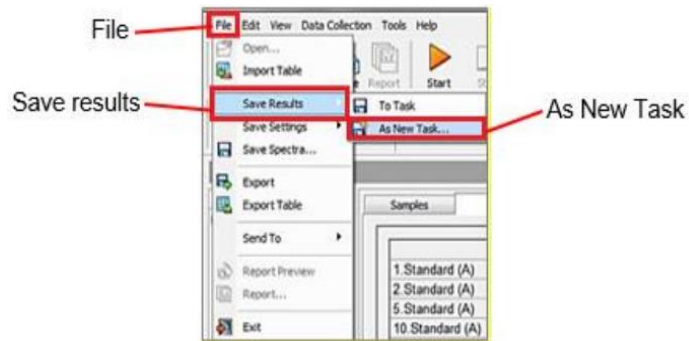 File
Save results
As New Task
File Edit View Data Collection Tools Help
Open...
Import Table
Report Start
Save Results
To Task
Save Settings
As New Task...
Save Spectra...
Export
Export Table
Samples
Send To
Report Preview
1.Standard (A)
2.Standard (A)
Report...
5.Standard (A)
Exit
10.Standard (A)